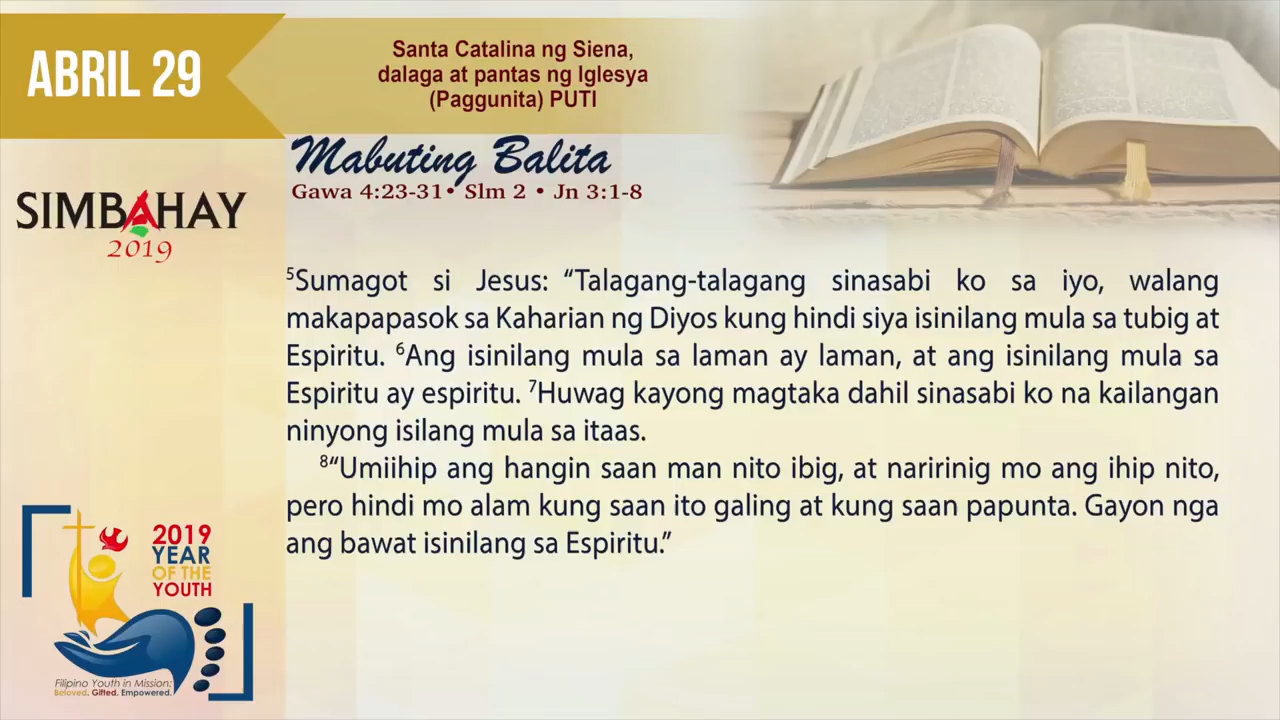 ABRIL 29
Santa Catalina ng Siena,
dalaga at pantas ng Iglesya
(Paggunita) PUTI
Mabuting Balita
Gawa 4:23-31• Slm 2 • Jn 3:1-8
SIMBAHAY
2019
⁵Sumagot si Jesus: “Talagang-talagang sinasabi ko sa iyo, walang
makapapasok sa Kaharian ng Diyos kung hindi siya isinilang mula sa tubig at
Espiritu. ⁶Ang isinilang mula sa laman ay laman, at ang isinilang mula sa
Espiritu ay espiritu. ⁷Huwag kayong magtaka dahil sinasabi ko na kailangan
ninyong isilang mula sa itaas.
⁸“Umiihip ang hangin saan man nito ibig, at naririnig mo ang ihip nito,
pero hindi mo alam kung saan ito galing at kung saan papunta. Gayon nga
ang bawat isinilang sa Espiritu.”
2019
YEAR
OF THE
YOUTH
Filipino Youth in Mission:
Beloved. Gifted. Empowered.